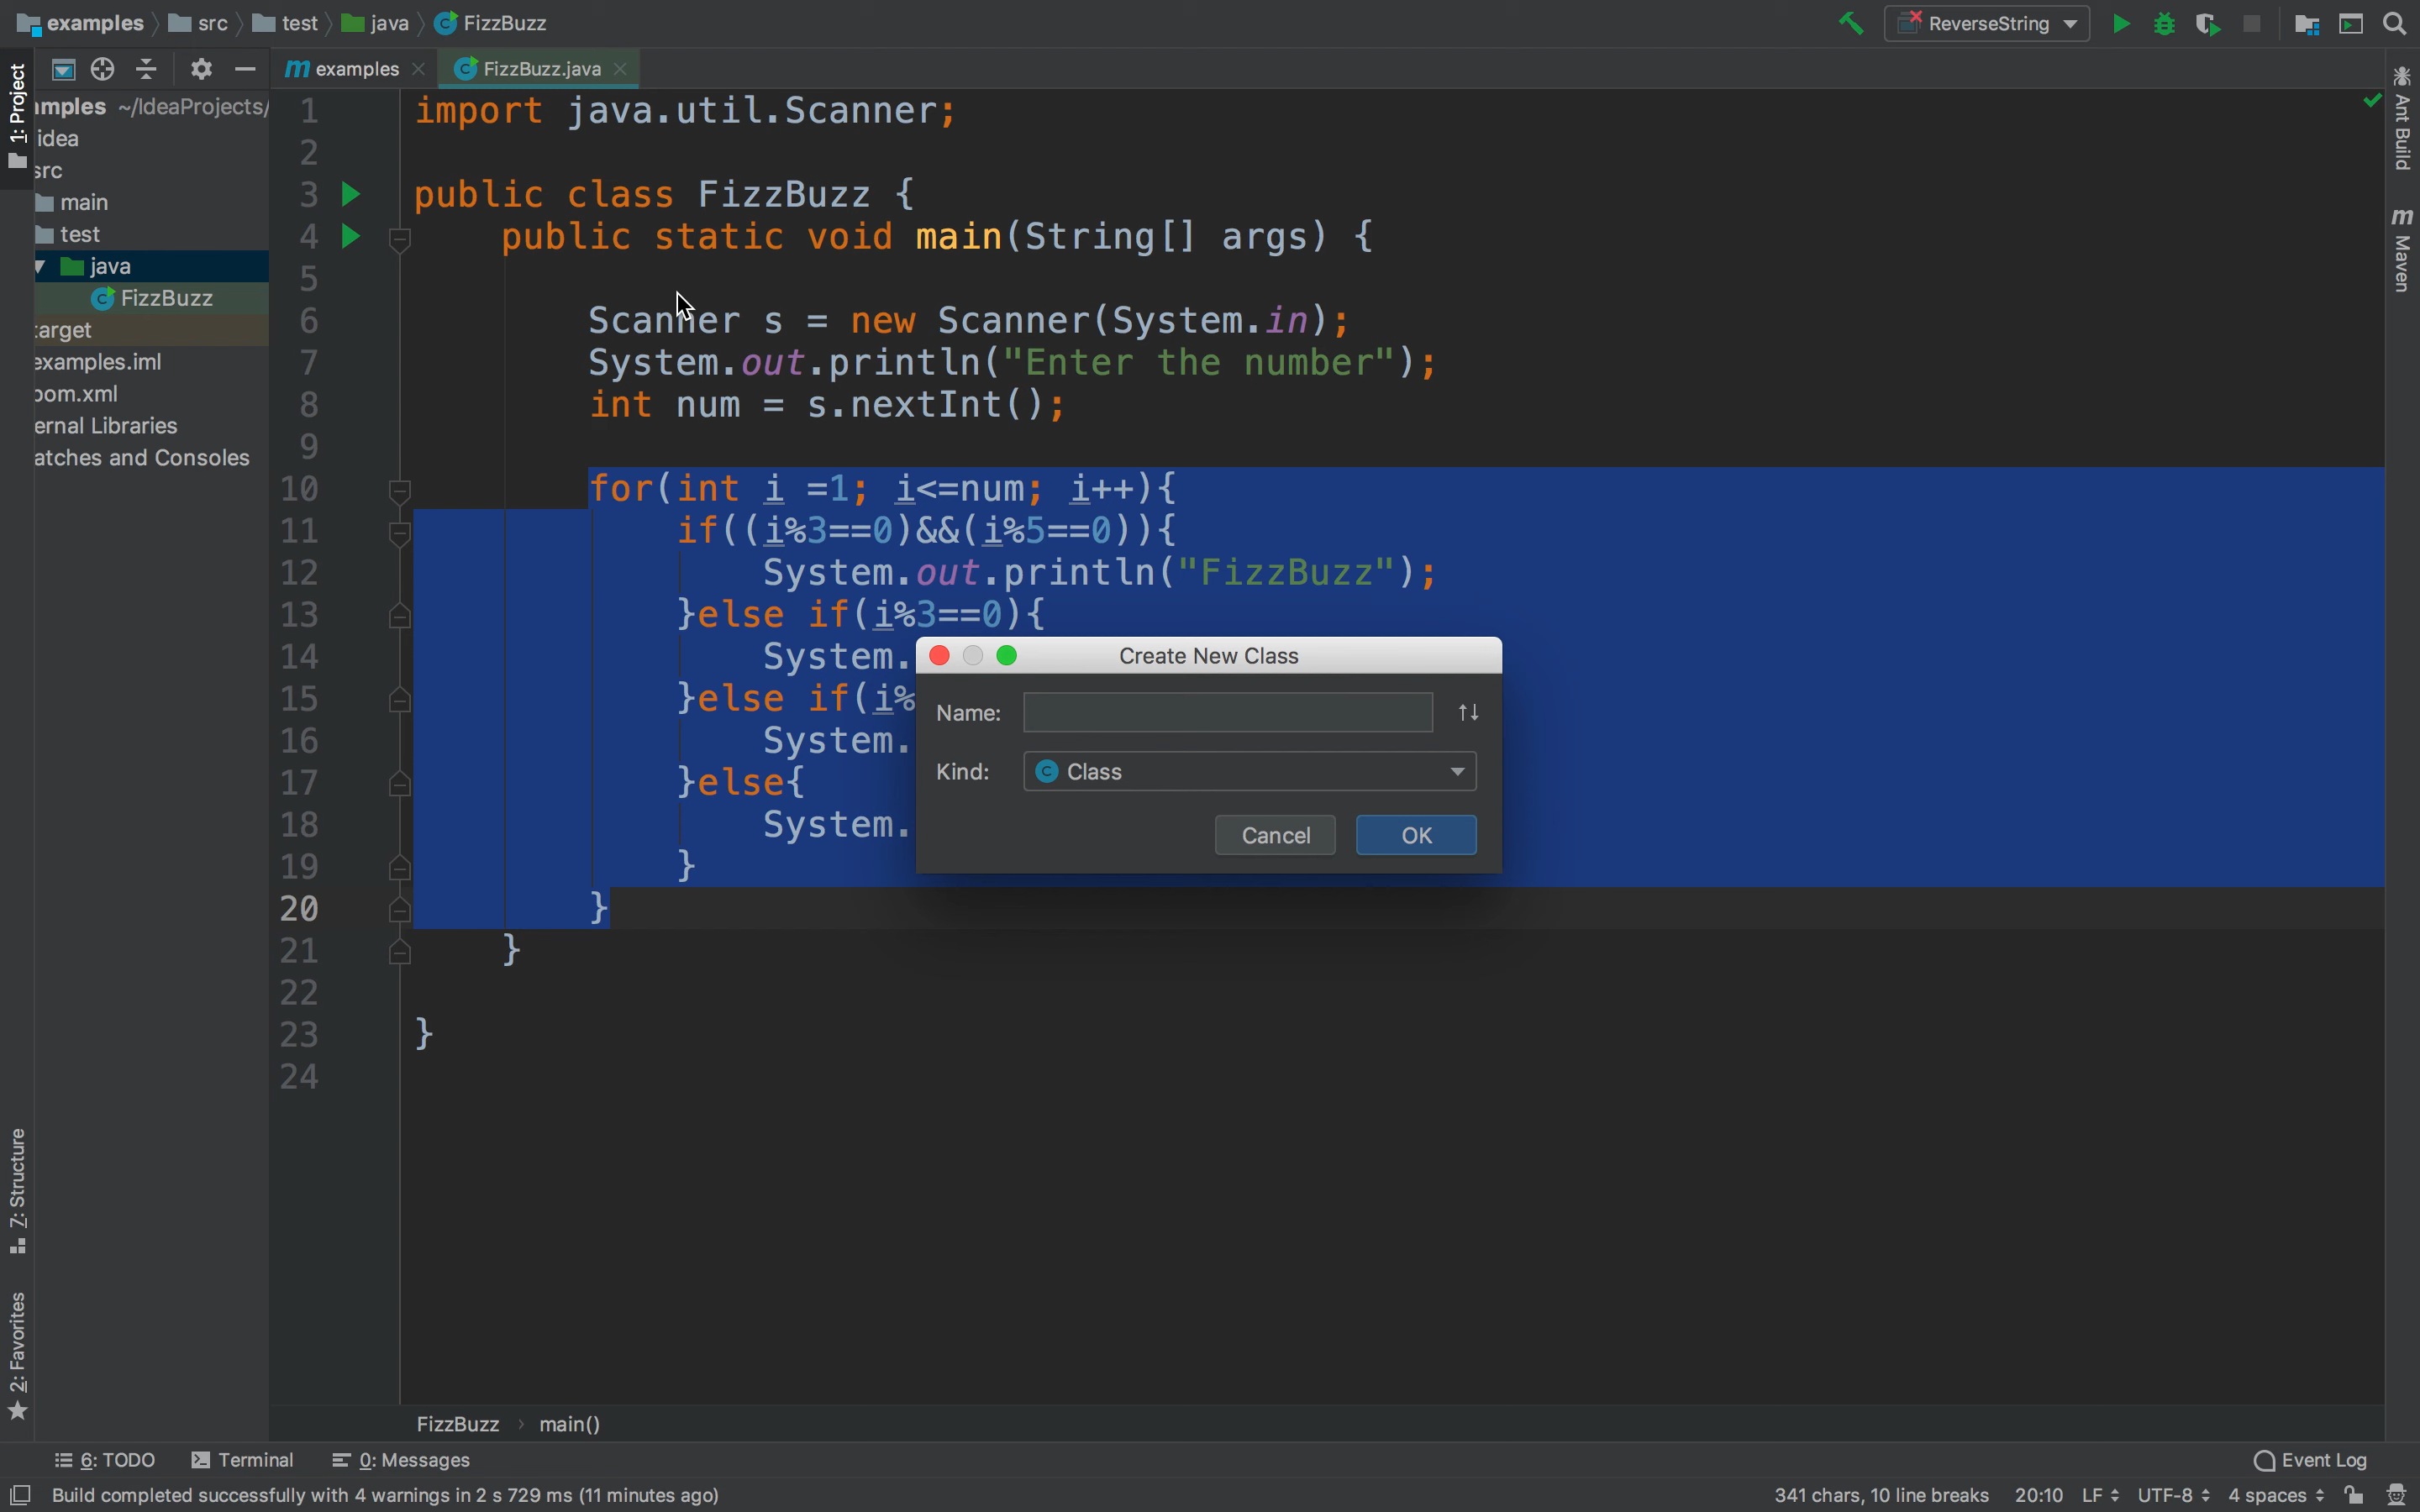 examples src test java FizzBuzz ReverseString
1: Project
examples FizzBuzz.java
mples ~/IdeaProjects/
idea
src
main
test
java
FizzBuzz
target
examples.iml
pom.xml
ernal Libraries
atches and Consoles
1 import java.util.Scanner;
2
3 public class FizzBuzz {
4 public static void main(String[] args) {
5
6 Scanner s = new Scanner(System.in);
7 System.out.println("Enter the number");
8 int num = s.nextInt();
9
10 for(int i =1; i<=num; i++){
11 if((i%3==0)&&(i%5==0)){
12 System.out.println("FizzBuzz");
13 }else if(i%3==0){
14 System.
15 }else if(i%
16 System.
17 }else{
18 System.
19 }
20 }
21 }
22
23 }
24
Create New Class
Name:
Kind: Class
Cancel OK
Ant Build
Maven
7: Structure
2: Favorites
FizzBuzz main()
6: TODO Terminal 0: Messages Event Log
Build completed successfully with 4 warnings in 2 s 729 ms (11 minutes ago) 341 chars, 10 line breaks 20:10 LF UTF-8 4 spaces